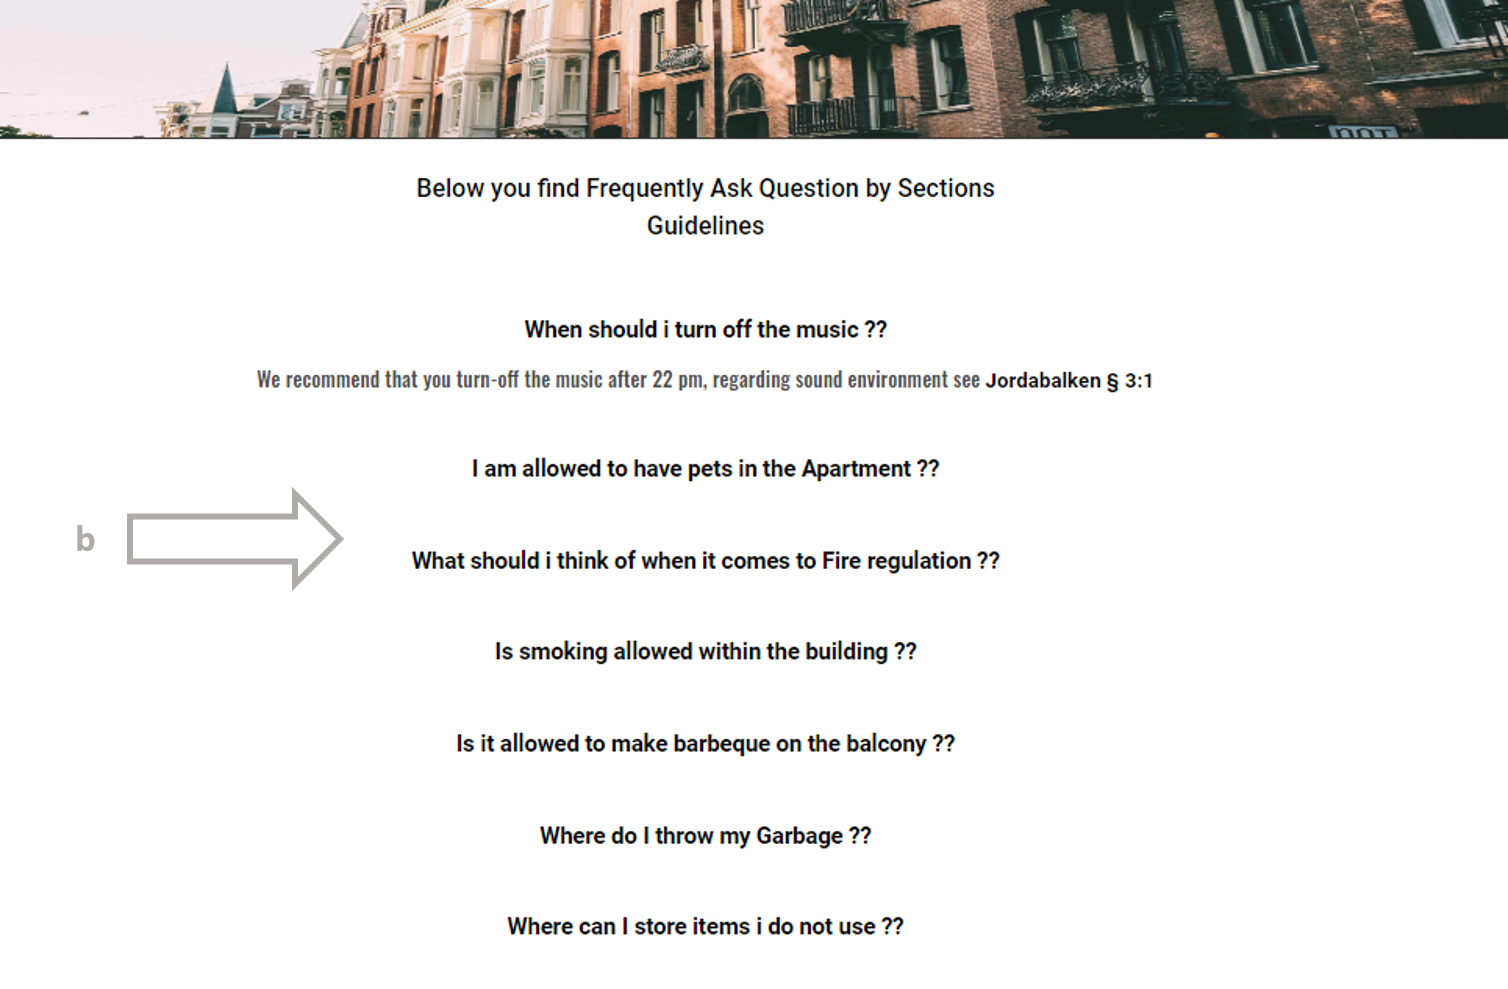 not
Below you find Frequently Ask Question by Sections
Guidelines
When should i turn off the music ??
We recommend that you turn-off the music after 22 pm, regarding sound environment see Jordabalken § 3:1
I am allowed to have pets in the Apartment ??
b
What should i think of when it comes to Fire regulation ??
Is smoking allowed within the building ??
Is it allowed to make barbeque on the balcony ??
Where do I throw my Garbage ??
Where can I store items i do not use ??